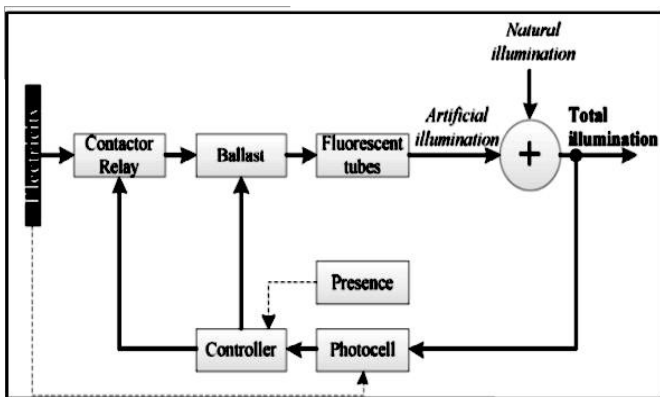 Natural
illumination
Electricity
Contactor
Relay
Ballast
Fluorescent
tubes
Artificial
illumination
+
Total
illumination
Presence
Controller
Photocell